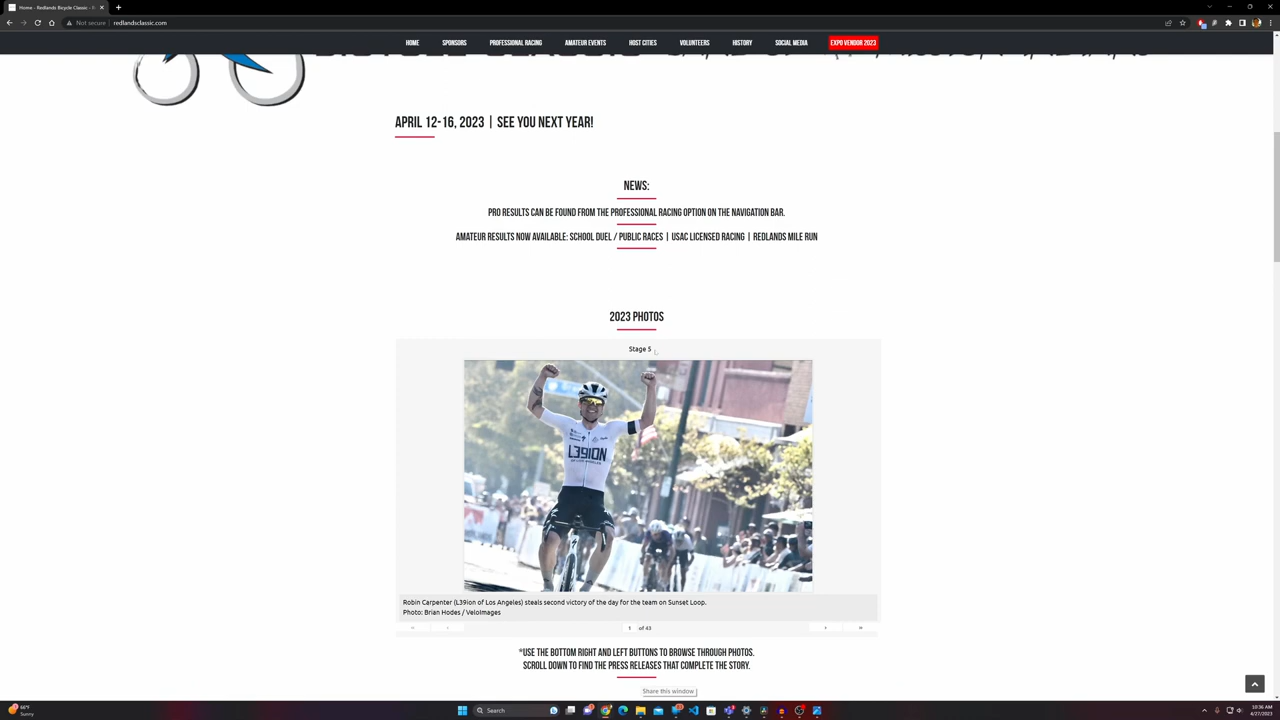 Home - Redlands Bicycle Classic - R
Not secure | redlandsclassic.com
HOME SPONSORS PROFESSIONAL RACING AMATEUR EVENTS HOST CITIES VOLUNTEERS HISTORY SOCIAL MEDIA EXPO VENDOR 2023
APRIL 12-16, 2023 | SEE YOU NEXT YEAR!
NEWS:
PRO RESULTS CAN BE FOUND FROM THE PROFESSIONAL RACING OPTION ON THE NAVIGATION BAR.
AMATEUR RESULTS NOW AVAILABLE: SCHOOL DUEL / PUBLIC RACES | USAC LICENSED RACING | REDLANDS MILE RUN
2023 PHOTOS
Stage 5
L39ION
OF LOS ANGELES
Robin Carpenter (L39ion of Los Angeles) steals second victory of the day for the team on Sunset Loop.
Photo: Brian Hodes / VeloImages
1 of 43
*USE THE BOTTOM RIGHT AND LEFT BUTTONS TO BROWSE THROUGH PHOTOS.
SCROLL DOWN TO FIND THE PRESS RELEASES THAT COMPLETE THE STORY.
Share this window
66°F
Sunny
Search
10:36 AM
4/27/2023